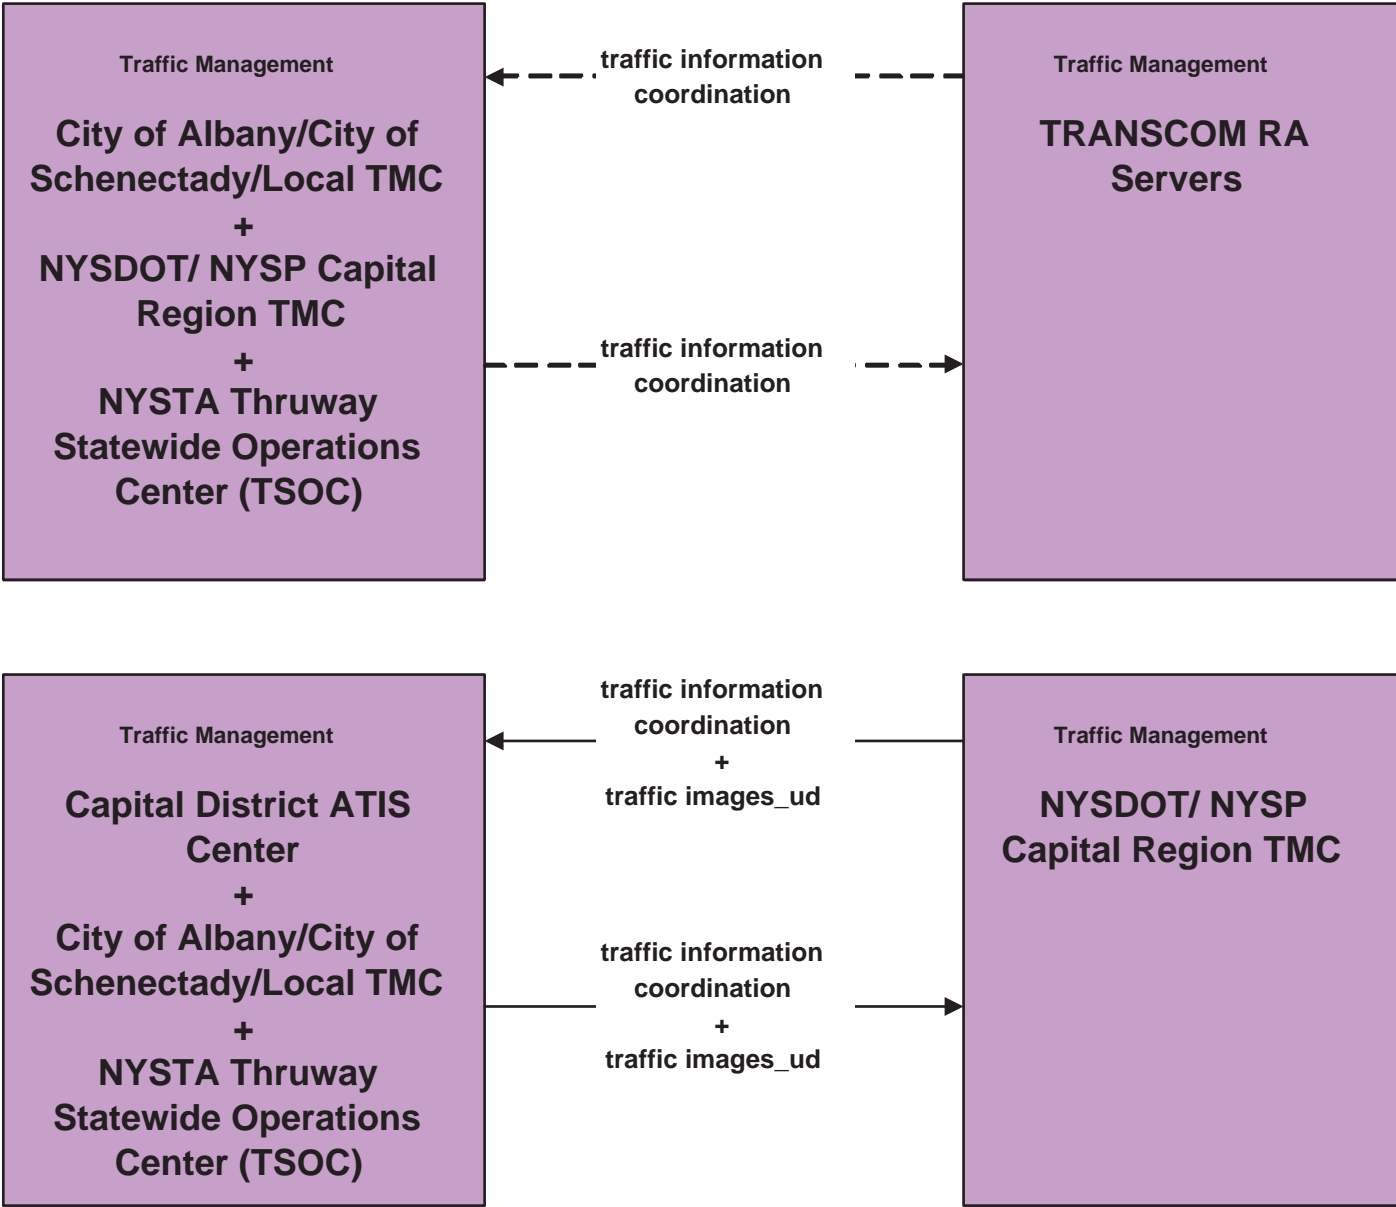 Traffic Management
City of Albany/City of
Schenectady/Local TMC
+
NYSDOT/ NYSP Capital
Region TMC
+
NYSTA Thruway
Statewide Operations
Center (TSOC)
traffic information
coordination
traffic information
coordination
Traffic Management
TRANSCOM RA
Servers
Traffic Management
Capital District ATIS
Center
+
City of Albany/City of
Schenectady/Local TMC
+
NYSTA Thruway
Statewide Operations
Center (TSOC)
traffic information
coordination
+
traffic images_ud
traffic information
coordination
+
traffic images_ud
Traffic Management
NYSDOT/ NYSP
Capital Region TMC